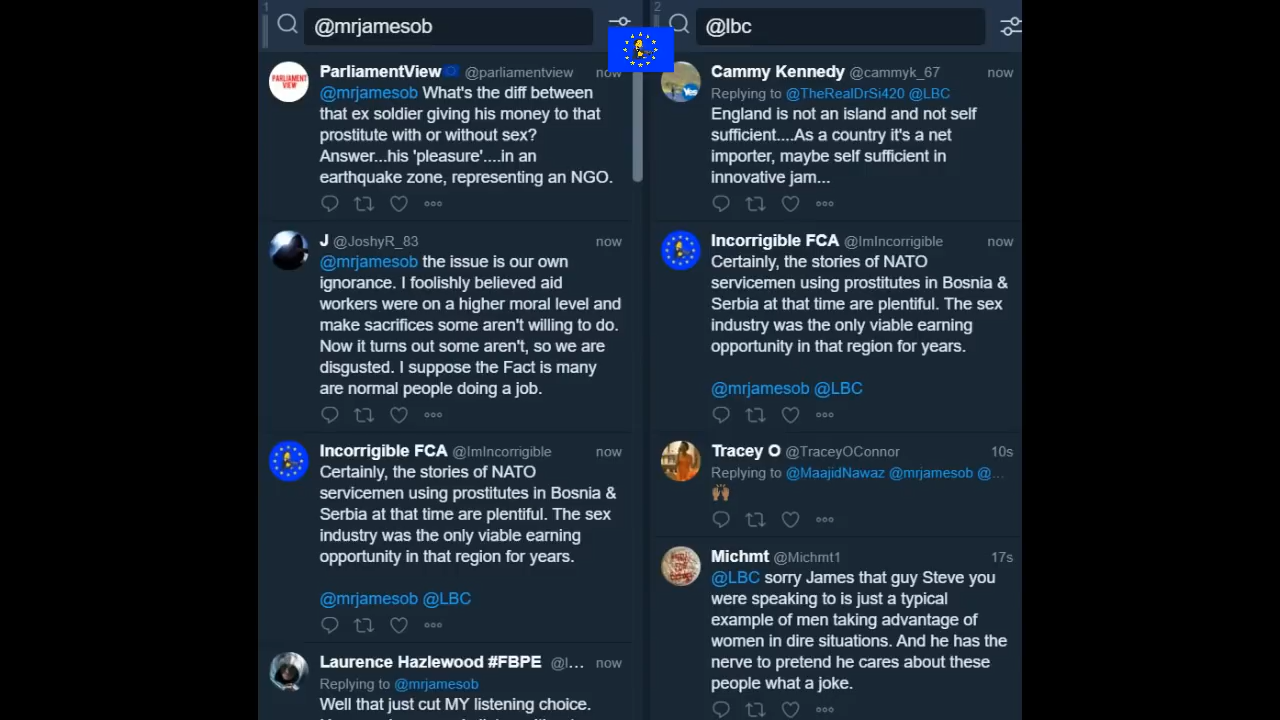 1
@mrjamesob
ParliamentView @parliamentview now
@mrjamesob What's the diff between
that ex soldier giving his money to that
prostitute with or without sex?
Answer...his 'pleasure'....in an
earthquake zone, representing an NGO.
J @JoshyR_83 now
@mrjamesob the issue is our own
ignorance. I foolishly believed aid
workers were on a higher moral level and
make sacrifices some aren't willing to do.
Now it turns out some aren't, so we are
disgusted. I suppose the Fact is many
are normal people doing a job.
Incorrigible FCA @ImIncorrigible now
Certainly, the stories of NATO
servicemen using prostitutes in Bosnia &
Serbia at that time are plentiful. The sex
industry was the only viable earning
opportunity in that region for years.
@mrjamesob @LBC
Laurence Hazlewood #FBPE @l... now
Replying to @mrjamesob
Well that just cut MY listening choice.
2
@lbc
Cammy Kennedy @cammyk_67 now
Replying to @TheRealDrSi420 @LBC
England is not an island and not self
sufficient....As a country it's a net
importer, maybe self sufficient in
innovative jam...
Incorrigible FCA @ImIncorrigible now
Certainly, the stories of NATO
servicemen using prostitutes in Bosnia &
Serbia at that time are plentiful. The sex
industry was the only viable earning
opportunity in that region for years.
@mrjamesob @LBC
Tracey O @TraceyOConnor 10s
Replying to @MaajidNawaz @mrjamesob @...
🙌🏽
Michmt @Michmt1 17s
@LBC sorry James that guy Steve you
were speaking to is just a typical
example of men taking advantage of
women in dire situations. And he has the
nerve to pretend he cares about these
people what a joke.